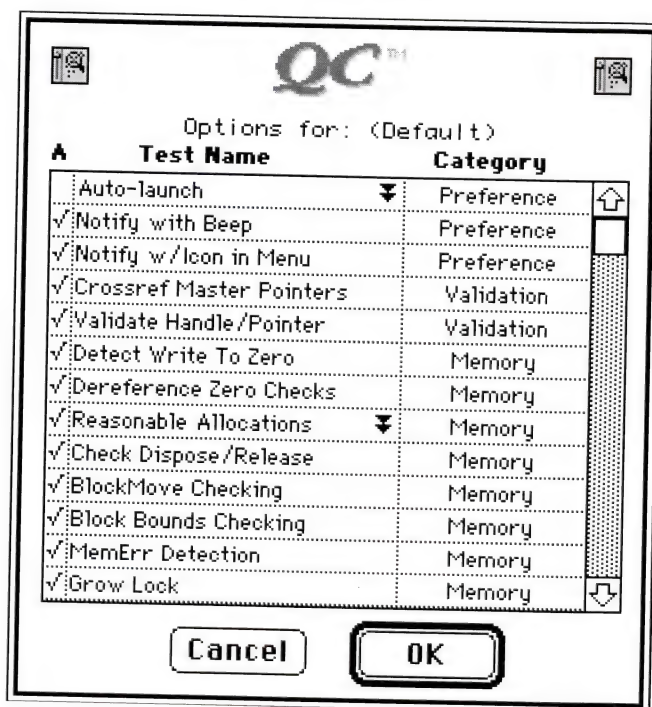 QC™
Options for: (Default)
A Test Name Category
Auto-launch Preference
√ Notify with Beep Preference
√ Notify w/Icon in Menu Preference
√ Crossref Master Pointers Validation
√ Validate Handle/Pointer Validation
√ Detect Write To Zero Memory
√ Dereference Zero Checks Memory
√ Reasonable Allocations Memory
√ Check Dispose/Release Memory
√ BlockMove Checking Memory
√ Block Bounds Checking Memory
√ MemErr Detection Memory
√ Grow Lock Memory
Cancel OK